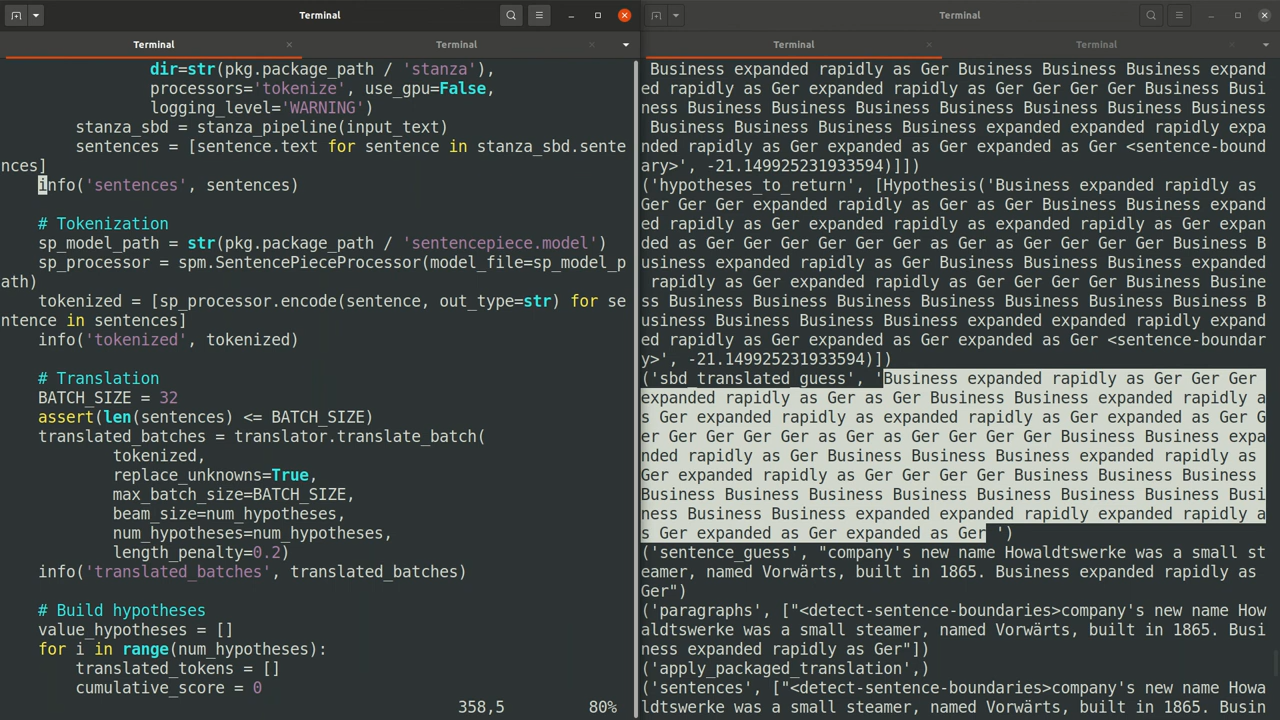 Terminal
Terminal
Terminal
dir=str(pkg.package_path / 'stanza'),
processors='tokenize', use_gpu=False,
logging_level='WARNING')
stanza_sbd = stanza_pipeline(input_text)
sentences = [sentence.text for sentence in stanza_sbd.sente
nces]
info('sentences', sentences)
# Tokenization
sp_model_path = str(pkg.package_path / 'sentencepiece.model')
sp_processor = spm.SentencePieceProcessor(model_file=sp_model_p
ath)
tokenized = [sp_processor.encode(sentence, out_type=str) for se
ntence in sentences]
info('tokenized', tokenized)
# Translation
BATCH_SIZE = 32
assert(len(sentences) <= BATCH_SIZE)
translated_batches = translator.translate_batch(
tokenized,
replace_unknowns=True,
max_batch_size=BATCH_SIZE,
beam_size=num_hypotheses,
num_hypotheses=num_hypotheses,
length_penalty=0.2)
info('translated_batches', translated_batches)
# Build hypotheses
value_hypotheses = []
for i in range(num_hypotheses):
translated_tokens = []
cumulative_score = 0
358,5 80%
Terminal
Terminal
Terminal
Business expanded rapidly as Ger Business Business Business expand
ed rapidly as Ger expanded rapidly as Ger Ger Ger Ger Business Busi
ness Business Business Business Business Business Business Business
Business Business Business Business expanded expanded rapidly expa
nded rapidly as Ger expanded as Ger expanded as Ger <sentence-bound
ary>', -21.149925231933594)]])
('hypotheses_to_return', [Hypothesis('Business expanded rapidly as
Ger Ger Ger expanded rapidly as Ger as Ger Business Business expand
ed rapidly as Ger expanded rapidly as expanded rapidly as Ger expan
ded as Ger Ger Ger Ger Ger Ger as Ger as Ger Ger Ger Ger Business B
usiness expanded rapidly as Ger Business Business Business expanded
rapidly as Ger expanded rapidly as Ger Ger Ger Ger Business Busine
ss Business Business Business Business Business Business Business B
usiness Business Business Business expanded expanded rapidly expand
ed rapidly as Ger expanded as Ger expanded as Ger <sentence-boundar
y>', -21.149925231933594)])
('sbd_translated_guess', 'Business expanded rapidly as Ger Ger Ger
expanded rapidly as Ger as Ger Business Business expanded rapidly a
s Ger expanded rapidly as expanded rapidly as Ger expanded as Ger G
er Ger Ger Ger Ger as Ger as Ger Ger Ger Ger Business Business expa
nded rapidly as Ger Business Business Business expanded rapidly as
Ger expanded rapidly as Ger Ger Ger Ger Business Business Business
Business Business Business Business Business Business Business Busi
ness Business Business expanded expanded rapidly expanded rapidly a
s Ger expanded as Ger expanded as Ger ')
('sentence_guess', "company's new name Howaldtswerke was a small st
eamer, named Vorwärts, built in 1865. Business expanded rapidly as
Ger")
('paragraphs', ["<detect-sentence-boundaries>company's new name How
aldtswerke was a small steamer, named Vorwärts, built in 1865. Busi
ness expanded rapidly as Ger"])
('apply_packaged_translation',)
('sentences', ["<detect-sentence-boundaries>company's new name Howa
ldtswerke was a small steamer, named Vorwärts, built in 1865. Busin